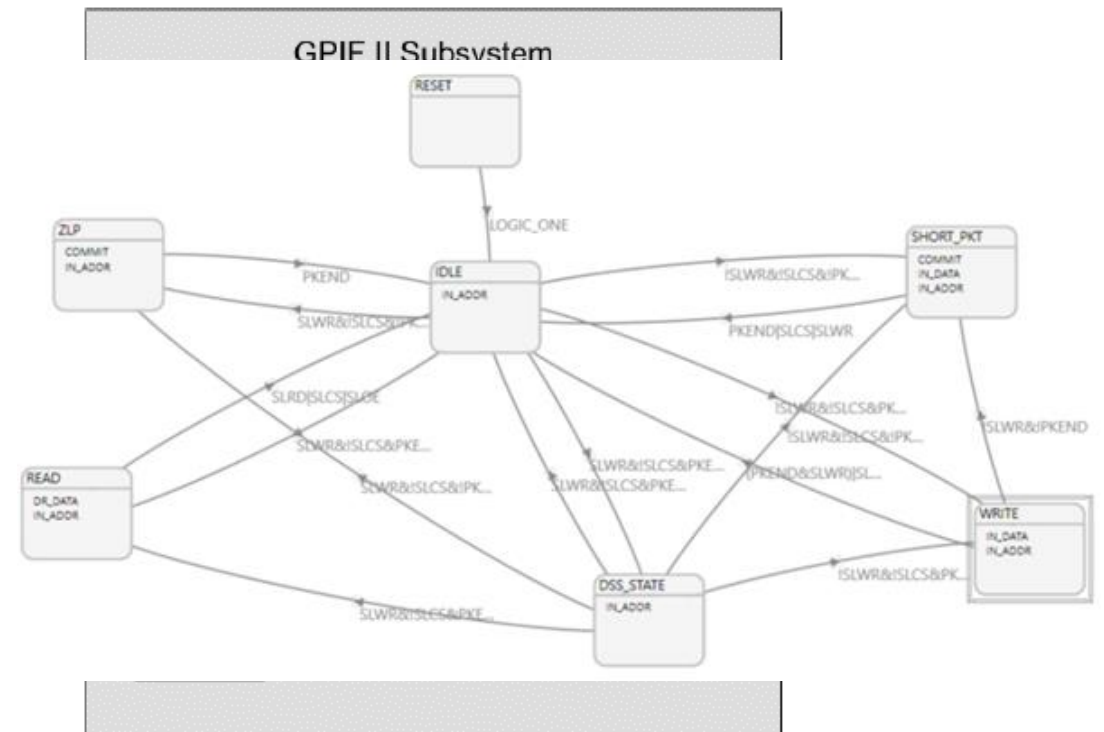 GPIF II Subsystem
RESET
LOGIC_ONE
ZLP
COMMIT
IN_ADDR
PKEND
IDLE
IN_ADDR
SHORT_PKT
COMMIT
IN_DATA
IN_ADDR
!SLWR&!SLCS&!PK...
SLWR&!SLCS&!PK...
PKEND|SLCS|SLWR
SLRD|SLCS|SLOE
!SLWR&!SLCS&PK...
!SLWR&!SLCS&!PK...
SLWR&!SLCS&PKE...
SLWR&!SLCS&!PK...
SLWR&!SLCS&PKE...
SLWR&!SLCS&PKE...
(PKEND&SLWR)|SL...
!SLWR&!PKEND
READ
DR_DATA
IN_ADDR
WRITE
IN_DATA
IN_ADDR
DSS_STATE
IN_ADDR
!SLWR&!SLCS&PK...
SLWR&!SLCS&PKE...